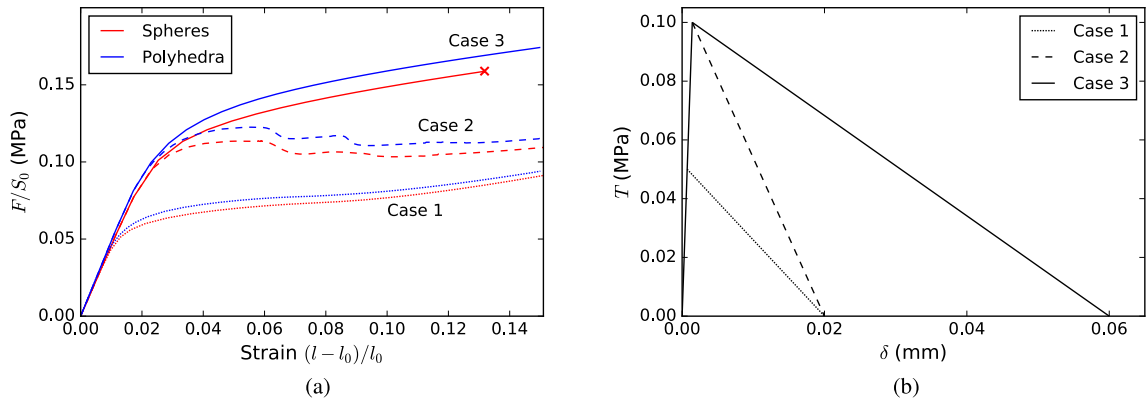 Spheres
Polyhedra
Case 3
Case 2
Case 1
0.15
0.10
0.05
0.00
F/S₀ (MPa)
0.00 0.02 0.04 0.06 0.08 0.10 0.12 0.14
Strain (l − l₀)/l₀
(a)
Case 1
Case 2
Case 3
0.10
0.08
0.06
0.04
0.02
0.00
T (MPa)
0.00 0.02 0.04 0.06
δ (mm)
(b)